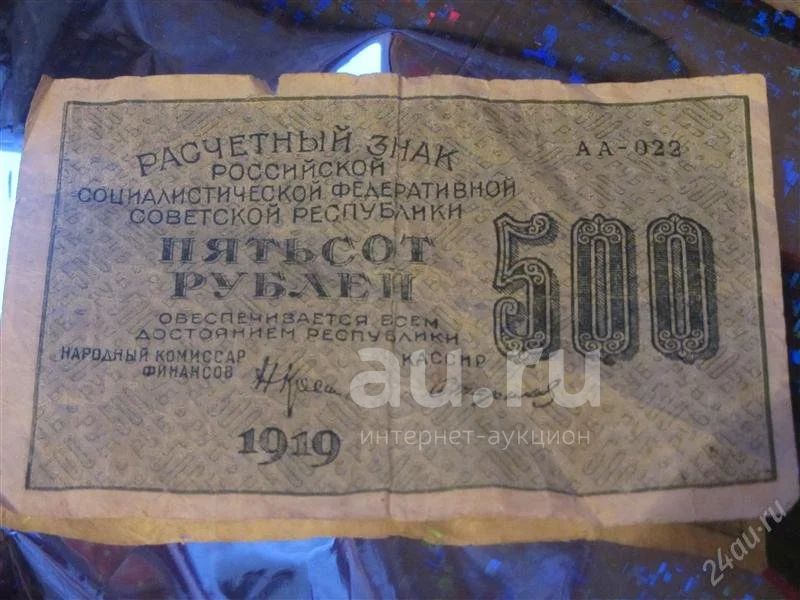 РАСЧЕТНЫЙ ЗНАК
РОССИЙСКОЙ
СОЦИАЛИСТИЧЕСКОЙ ФЕДЕРАТИВНОЙ
СОВЕТСКОЙ РЕСПУБЛИКИ
АА-022
ПЯТЬСОТ
РУБЛЕЙ
500
ОБЕСПЕЧИВАЕТСЯ ВСЕМ
ДОСТОЯНИЕМ РЕСПУБЛИКИ
НАРОДНЫЙ КОМИССАР
ФИНАНСОВ
КАССИР
1919
au.ru
интернет-аукцион
24au.ru